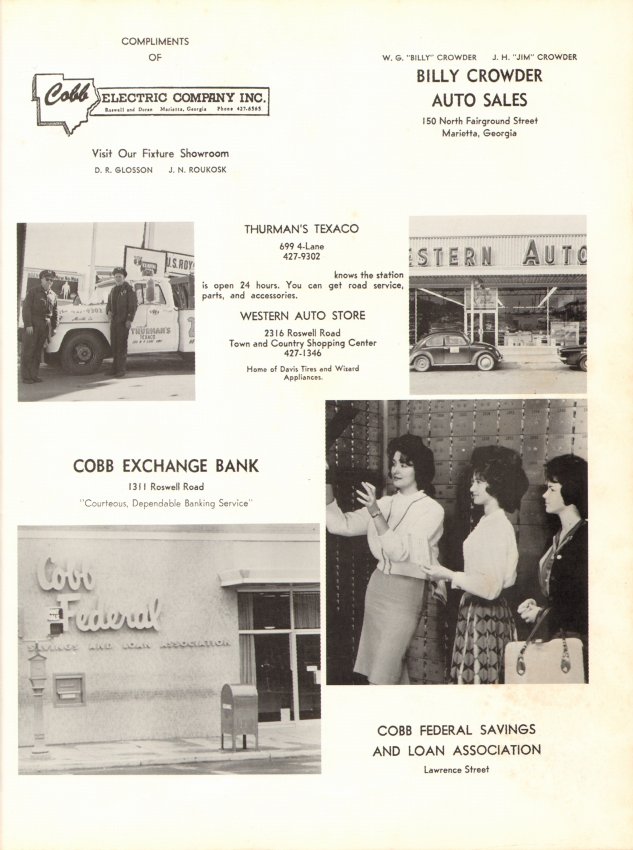 COMPLIMENTS
OF
Cobb
ELECTRIC COMPANY INC.
Roswell and Doran Marietta, Georgia Phone 427-6565
Visit Our Fixture Showroom
D. R. GLOSSON J. N. ROUKOSK
W. G. "BILLY" CROWDER J. H. "JIM" CROWDER
BILLY CROWDER
AUTO SALES
150 North Fairground Street
Marietta, Georgia
U.S. ROY
THURMAN'S
TEXACO
THURMAN'S TEXACO
699 4-Lane
427-9302
knows the station
is open 24 hours. You can get road service,
parts, and accessories.
WESTERN AUTO STORE
2316 Roswell Road
Town and Country Shopping Center
427-1346
Home of Davis Tires and Wizard
Appliances.
STERN AUTO
COBB EXCHANGE BANK
1311 Roswell Road
"Courteous, Dependable Banking Service"
Cobb
Federal
SAVINGS AND LOAN ASSOCIATION
COBB FEDERAL SAVINGS
AND LOAN ASSOCIATION
Lawrence Street